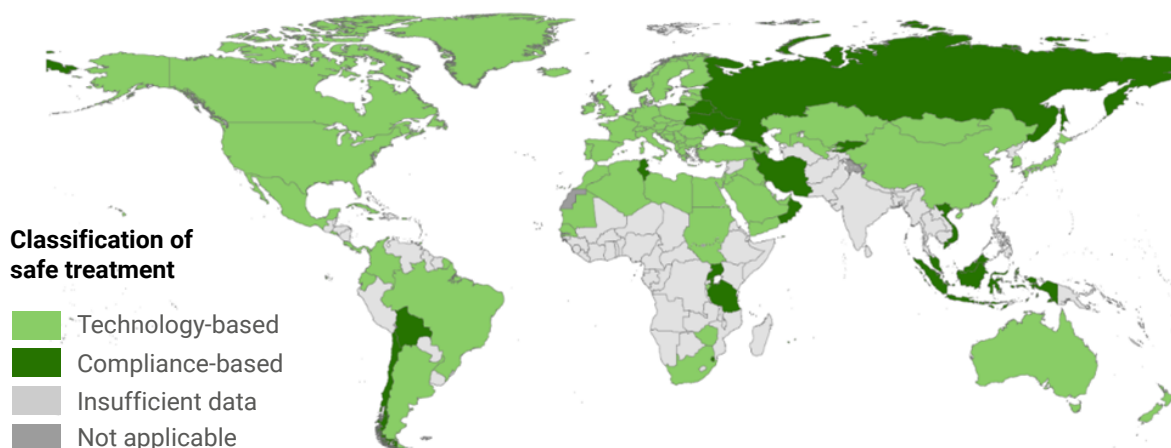 Classification of
safe treatment
Technology-based
Compliance-based
Insufficient data
Not applicable